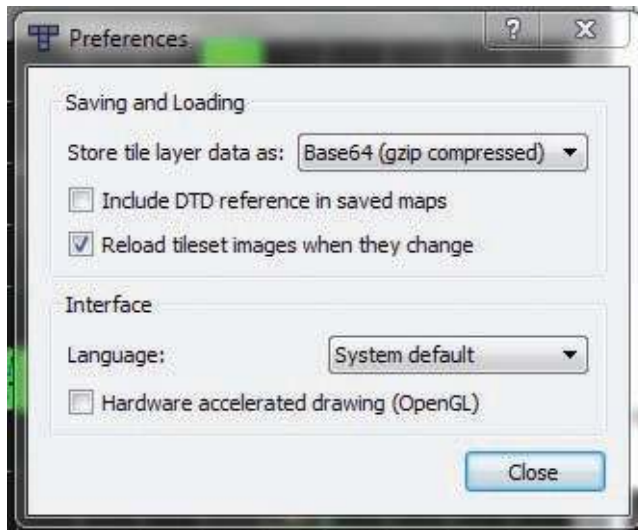 Preferences
?
Saving and Loading
Store tile layer data as: Base64 (gzip compressed)
Include DTD reference in saved maps
Reload tileset images when they change
Interface
Language: System default
Hardware accelerated drawing (OpenGL)
Close